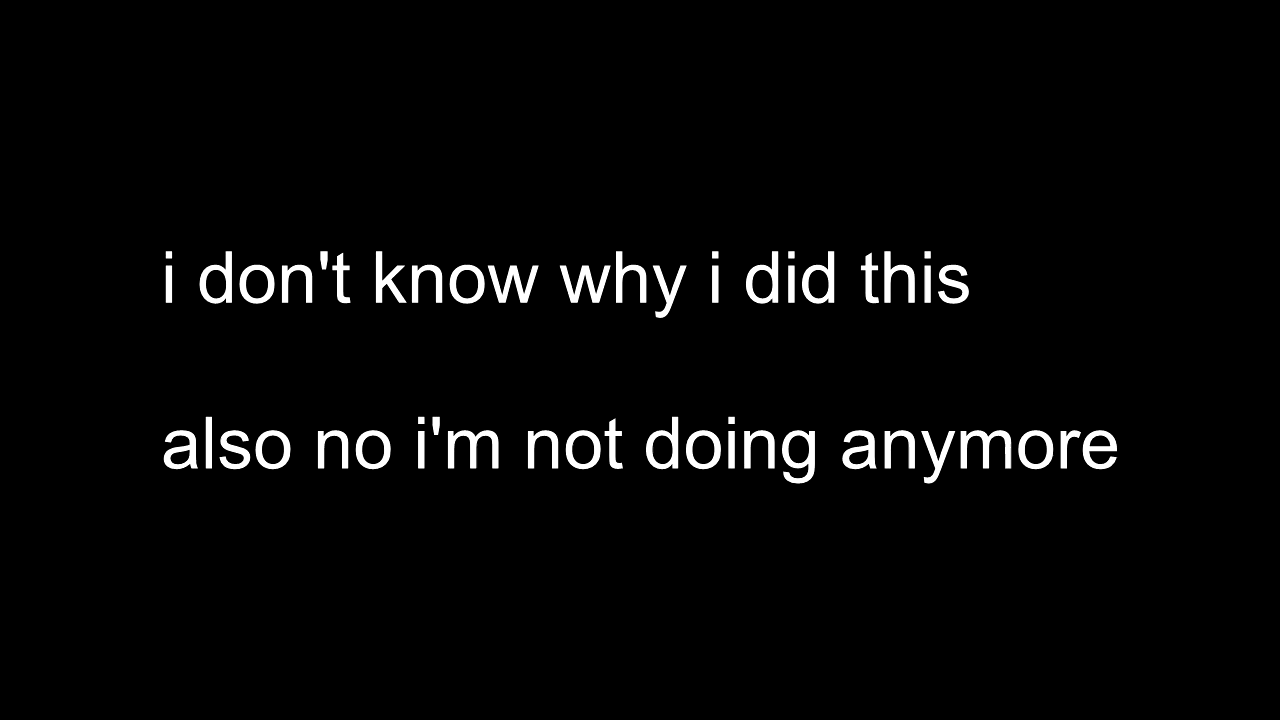 i don't know why i did this
also no i'm not doing anymore